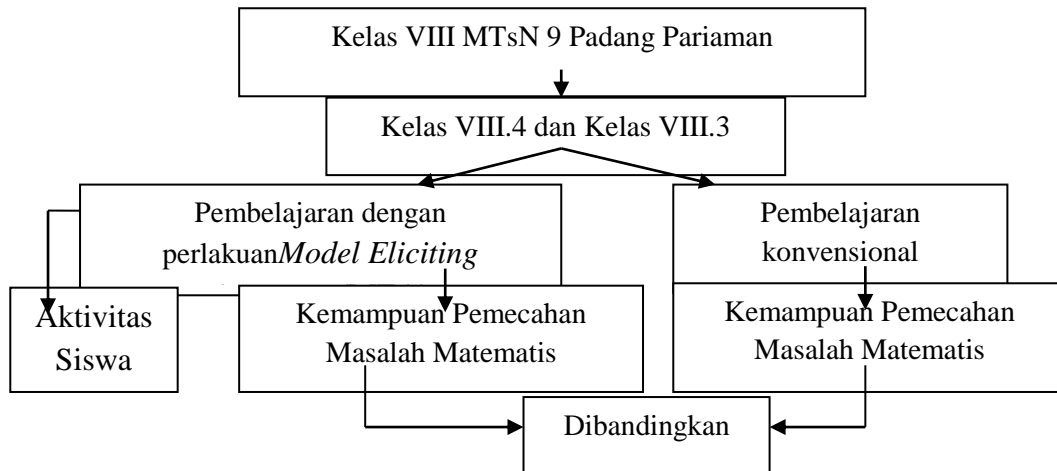 Kelas VIII MTsN 9 Padang Pariaman
Kelas VIII.4 dan Kelas VIII.3
Pembelajaran dengan
perlakuanModel Eliciting
Pembelajaran
konvensional
Aktivitas
Siswa
Kemampuan Pemecahan
Masalah Matematis
Kemampuan Pemecahan
Masalah Matematis
Dibandingkan